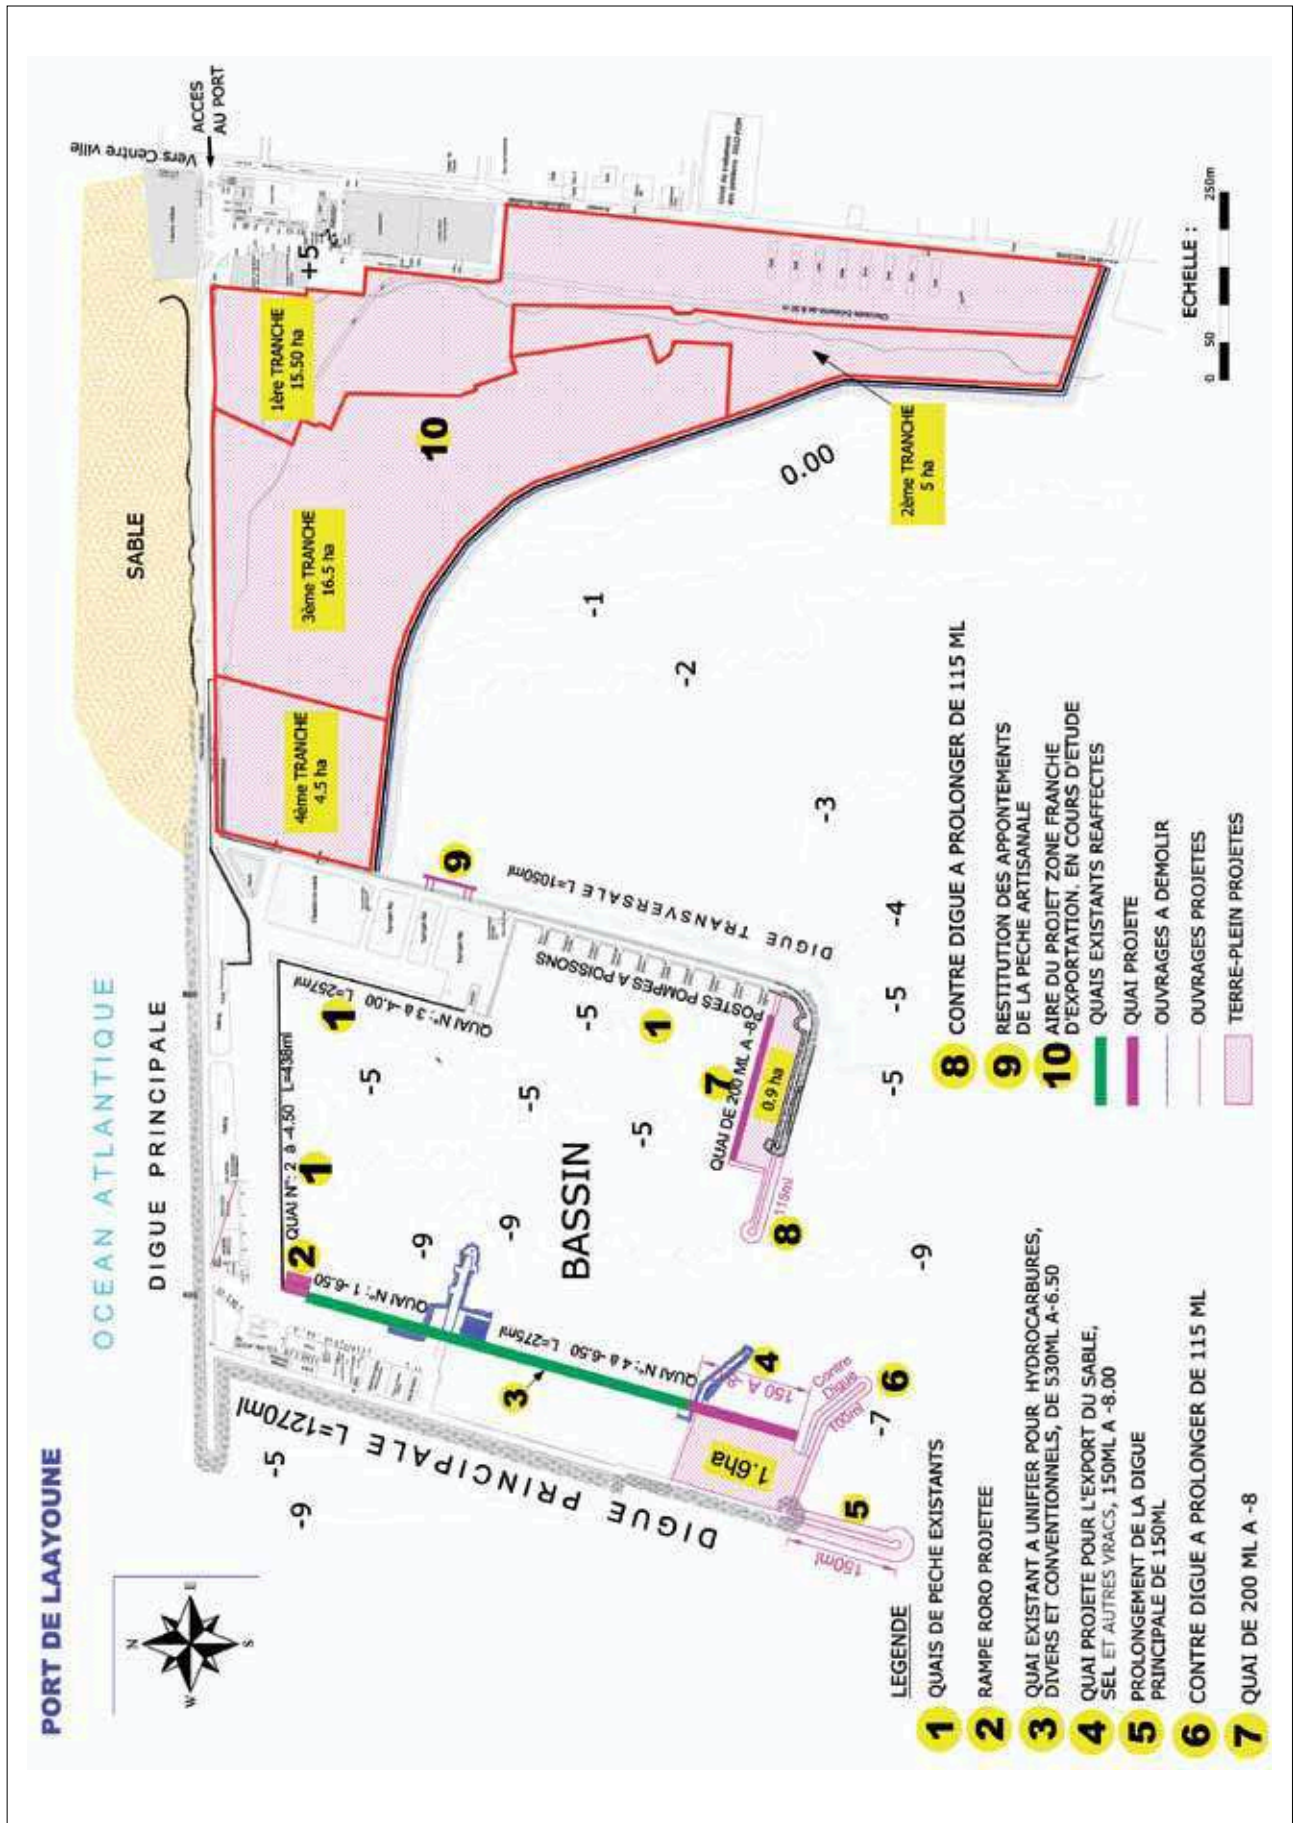 PORT DE LAAYOUNE
OCEAN ATLANTIQUE
DIGUE PRINCIPALE
SABLE
Vers Centre ville
ACCES
AU PORT
N
E
S
W
-5
-9
DIGUE PRINCIPALE L=1270ml
4ème TRANCHE
4.5 ha
3ème TRANCHE
16.5 ha
1ère TRANCHE
15.50 ha
+5
10
2ème TRANCHE
5 ha
0.00
-1
-2
-3
-4
-5
-5
-9
2
QUAI N°: 2 à -4.50 L=438ml
1
QUAI N°: 3 à -4.00
L=257ml
1
QUAI N°: 1 -6.50
-9
-9
-5
-5
-5
-5
BASSIN
POSTES POMPES A POISSONS
1
9
DIGUE TRANSVERSALE L=1050ml
3
QUAI N°: 4 à -6.50 L=275ml
QUAI DE 200 ML A -8
7
0.9 ha
115ml
8
4
150 A -8
1.6ha
Contre
Digue
100ml
6
-7
5
150ml
ECHELLE :
0
50
250m
LEGENDE
1 QUAIS DE PECHE EXISTANTS
2 RAMPE RORO PROJETEE
3 QUAI EXISTANT A UNIFIER POUR HYDROCARBURES,
DIVERS ET CONVENTIONNELS, DE 530ML A-6.50
4 QUAI PROJETE POUR L'EXPORT DU SABLE,
SEL ET AUTRES VRACS, 150ML A -8.00
5 PROLONGEMENT DE LA DIGUE
PRINCIPALE DE 150ML
6 CONTRE DIGUE A PROLONGER DE 115 ML
7 QUAI DE 200 ML A -8
8 CONTRE DIGUE A PROLONGER DE 115 ML
9 RESTITUTION DES APPONTEMENTS
DE LA PECHE ARTISANALE
10 AIRE DU PROJET ZONE FRANCHE
D'EXPORTATION, EN COURS D'ETUDE
QUAIS EXISTANTS REAFFECTES
QUAI PROJETE
OUVRAGES A DEMOLIR
OUVRAGES PROJETES
TERRE-PLEIN PROJETES